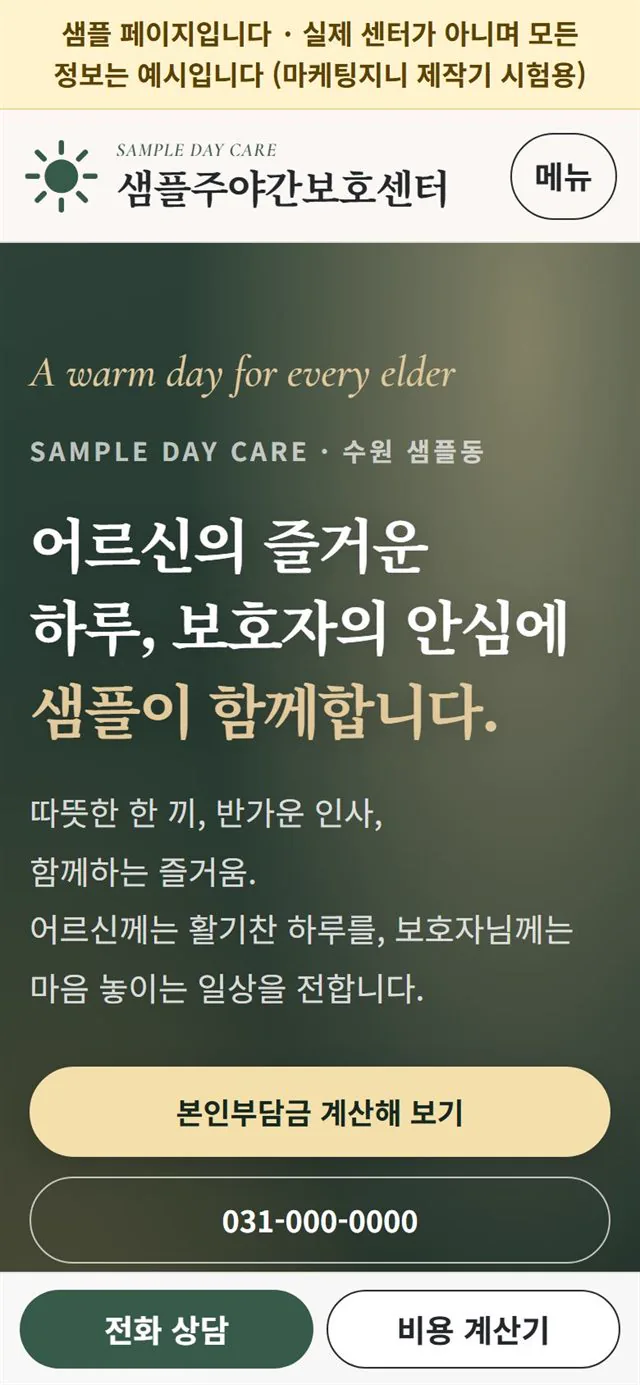 샘플 페이지입니다 · 실제 센터가 아니며 모든
정보는 예시입니다 (마케팅지니 제작기 시험용)
SAMPLE DAY CARE
샘플주야간보호센터
메뉴
A warm day for every elder
SAMPLE DAY CARE · 수원 샘플동
어르신의 즐거운
하루, 보호자의 안심에
샘플이 함께합니다.
따뜻한 한 끼, 반가운 인사,
함께하는 즐거움.
어르신께는 활기찬 하루를, 보호자님께는
마음 놓이는 일상을 전합니다.
본인부담금 계산해 보기
031-000-0000
전화 상담
비용 계산기